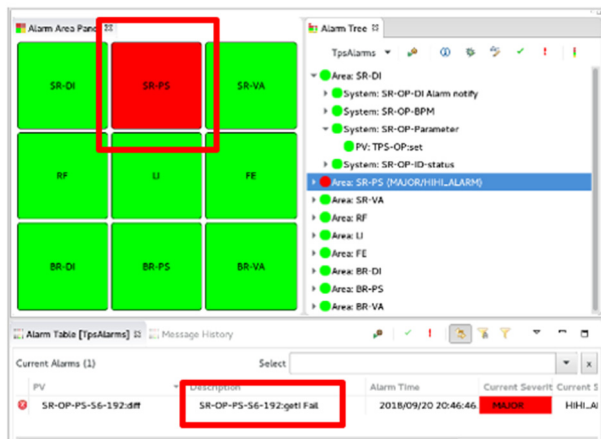 Alarm Area Panel
SR-DI
SR-PS
SR-VA
RF
LI
FE
BR-DI
BR-PS
BR-VA
Alarm Tree
TpsAlarms
Area: SR-DI
System: SR-OP-DI Alarm notify
System: SR-OP-BPM
System: SR-OP-Parameter
PV: TPS-OP:set
System: SR-OP-ID-status
Area: SR-PS (MAJOR/HIHI_ALARM)
Area: SR-VA
Area: RF
Area: LI
Area: FE
Area: BR-DI
Area: BR-PS
Area: BR-VA
Alarm Table [TpsAlarms]
Message History
Current Alarms (1)
Select
x
PV
Description
Alarm Time
Current Severit
Current S
SR-OP-PS-S6-192:diff
SR-OP-PS-S6-192:getI Fail
2018/09/20 20:46:46.
MAJOR
HIHI_Al